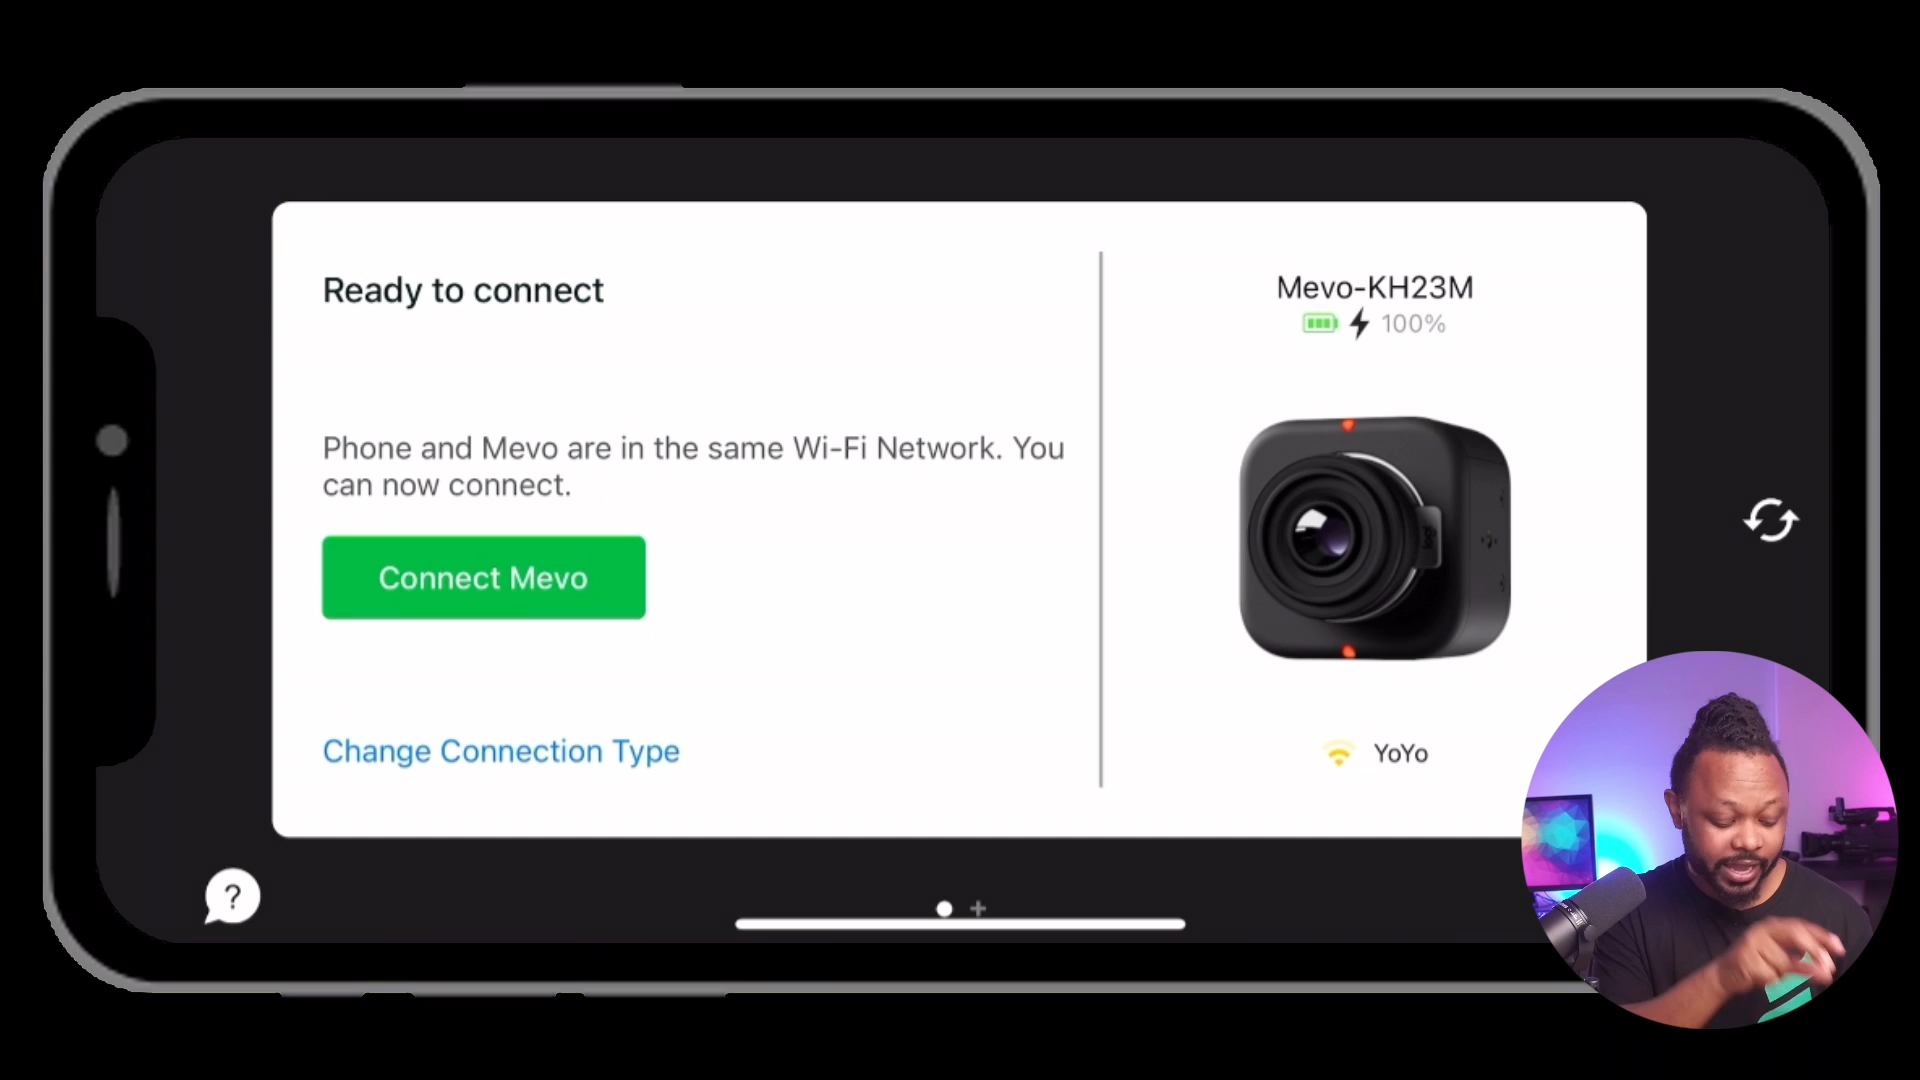 Ready to connect
Phone and Mevo are in the same Wi-Fi Network. You
can now connect.
Connect Mevo
Change Connection Type
Mevo-KH23M
100%
YoYo
?
+